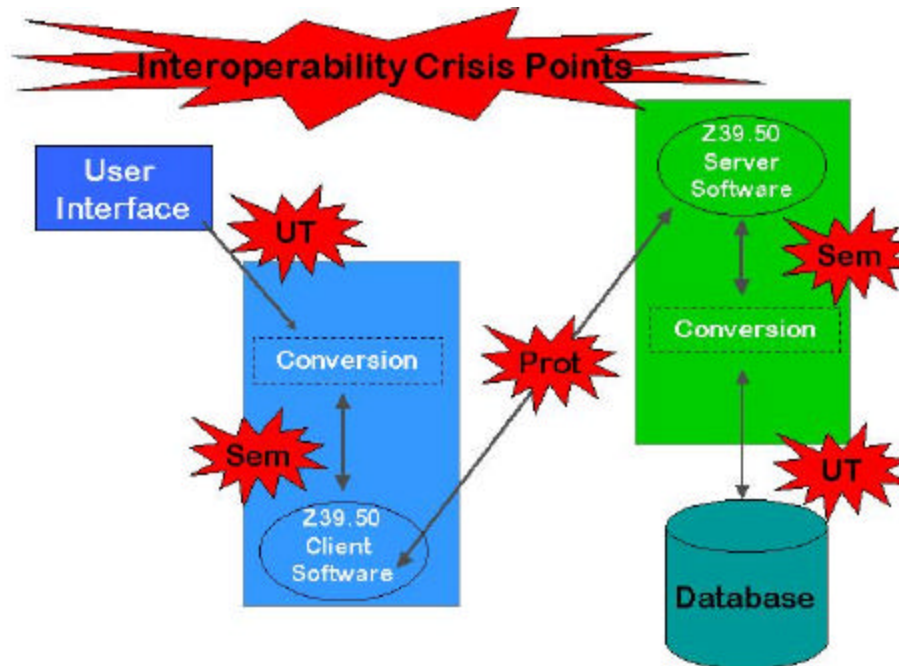 Interoperability Crisis Points
User
Interface
UT
Z39.50
Server
Software
Sem
Conversion
Conversion
Prot
Sem
UT
Z39.50
Client
Software
Database